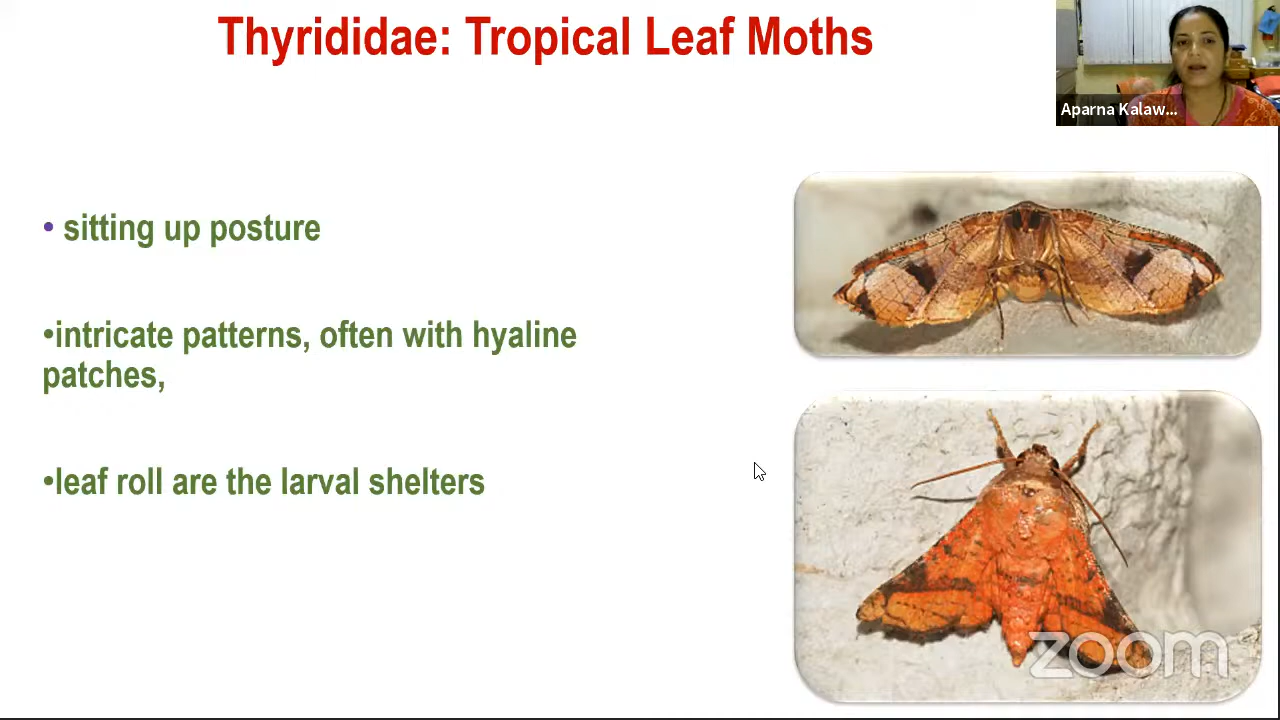 Thyrididae: Tropical Leaf Moths
Aparna Kalaw...
• sitting up posture
•intricate patterns, often with hyaline
patches,
•leaf roll are the larval shelters
zoom